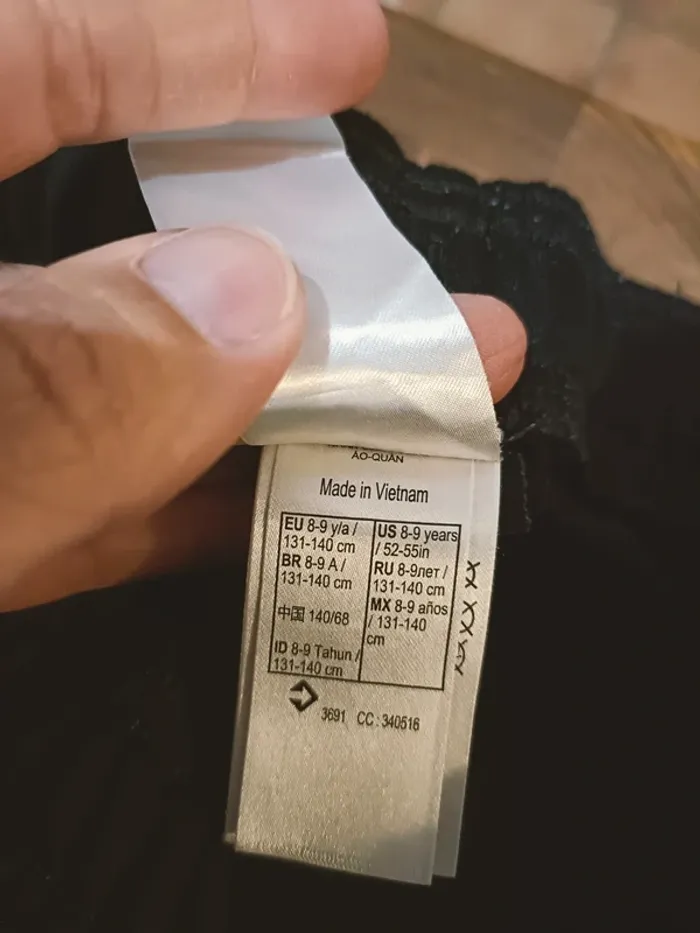 ÁO-QUẦN
Made in Vietnam
EU 8-9 y/a /
131-140 cm
BR 8-9 A /
131-140 cm
中国 140/68
ID 8-9 Tahun /
131-140 cm
US 8-9 years
/ 52-55in
RU 8-9лет /
131-140 cm
MX 8-9 años
/ 131-140
cm
3691 CC : 340516